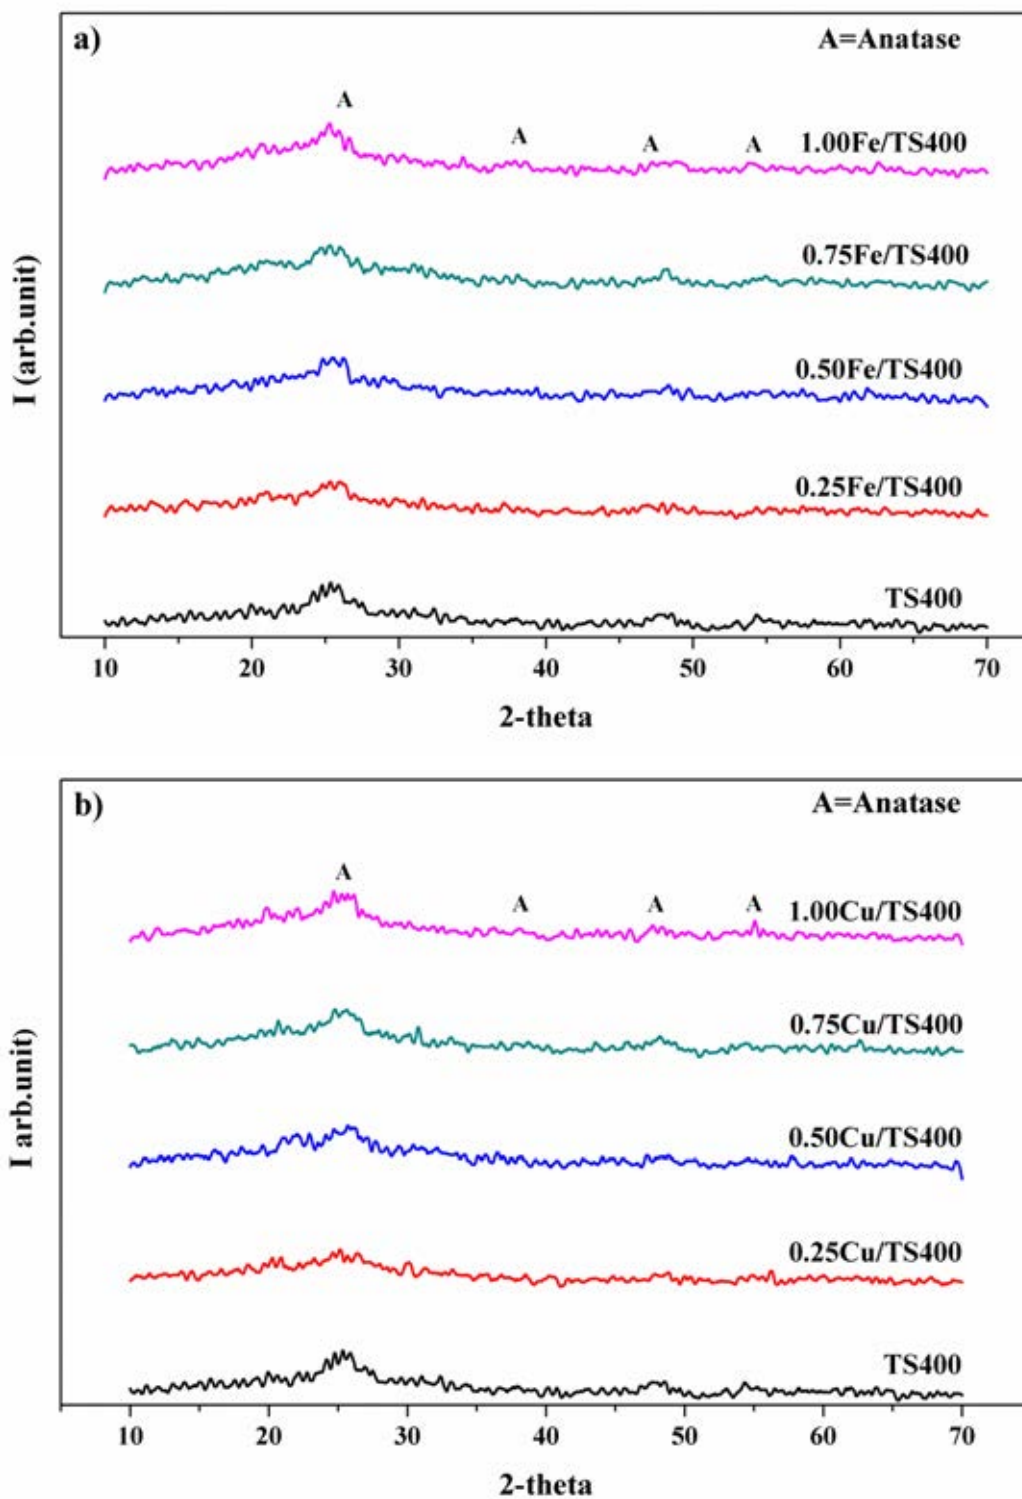 a)
A=Anatase
A
A
A
A
1.00Fe/TS400
0.75Fe/TS400
0.50Fe/TS400
0.25Fe/TS400
TS400
I (arb.unit)
10 20 30 40 50 60 70
2-theta
b)
A=Anatase
A
A
A
A
1.00Cu/TS400
0.75Cu/TS400
0.50Cu/TS400
0.25Cu/TS400
TS400
I arb.unit)
10 20 30 40 50 60 70
2-theta